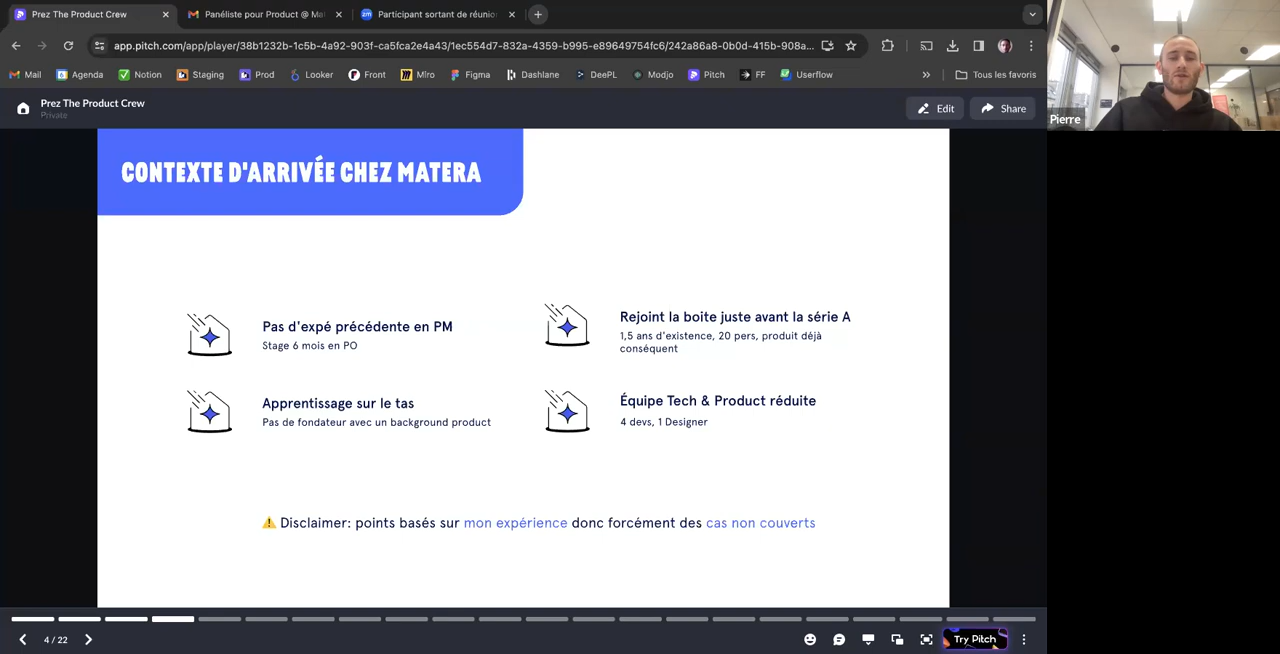 Prez The Product Crew
Panéliste pour Product @ Ma
Participant sortant de réunio
app.pitch.com/app/player/38b1232b-1c5b-4a92-903f-ca5fca2e4a43/1ec554d7-832a-4359-b995-e89649754fc6/242a86a8-0b0d-415b-908a...
Mail
Agenda
Notion
Staging
Prod
Looker
Front
Miro
Figma
Dashlane
DeePL
Modjo
Pitch
FF
Userflow
»
Tous les favoris
Prez The Product Crew
Private
Edit
Share
Pierre
CONTEXTE D'ARRIVÉE CHEZ MATERA
Pas d'expé précédente en PM
Stage 6 mois en PO
Rejoint la boite juste avant la série A
1,5 ans d'existence, 20 pers, produit déjà
conséquent
Apprentissage sur le tas
Pas de fondateur avec un background product
Équipe Tech & Product réduite
4 devs, 1 Designer
⚠️ Disclaimer: points basés sur mon expérience donc forcément des cas non couverts
4 / 22
Try Pitch